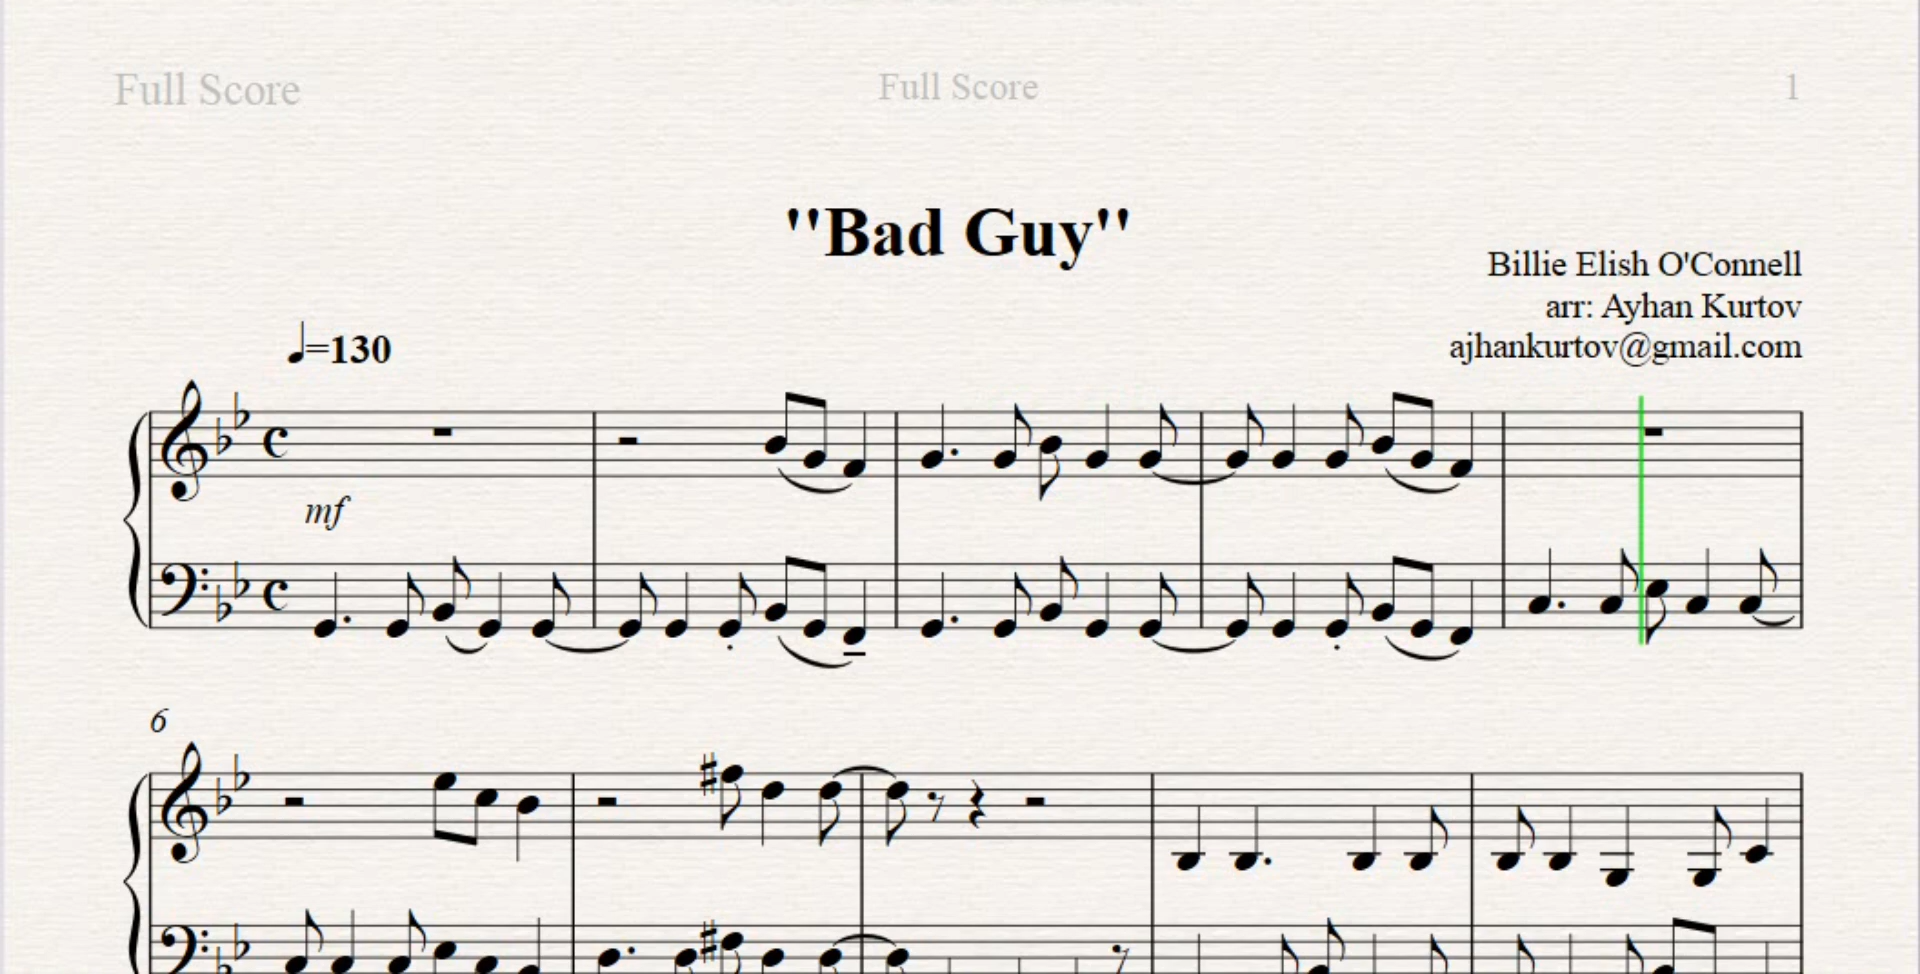 Full Score
Full Score
1
"Bad Guy"
Billie Elish O'Connell
arr: Ayhan Kurtov
ajhankurtov@gmail.com
=130
mf
6